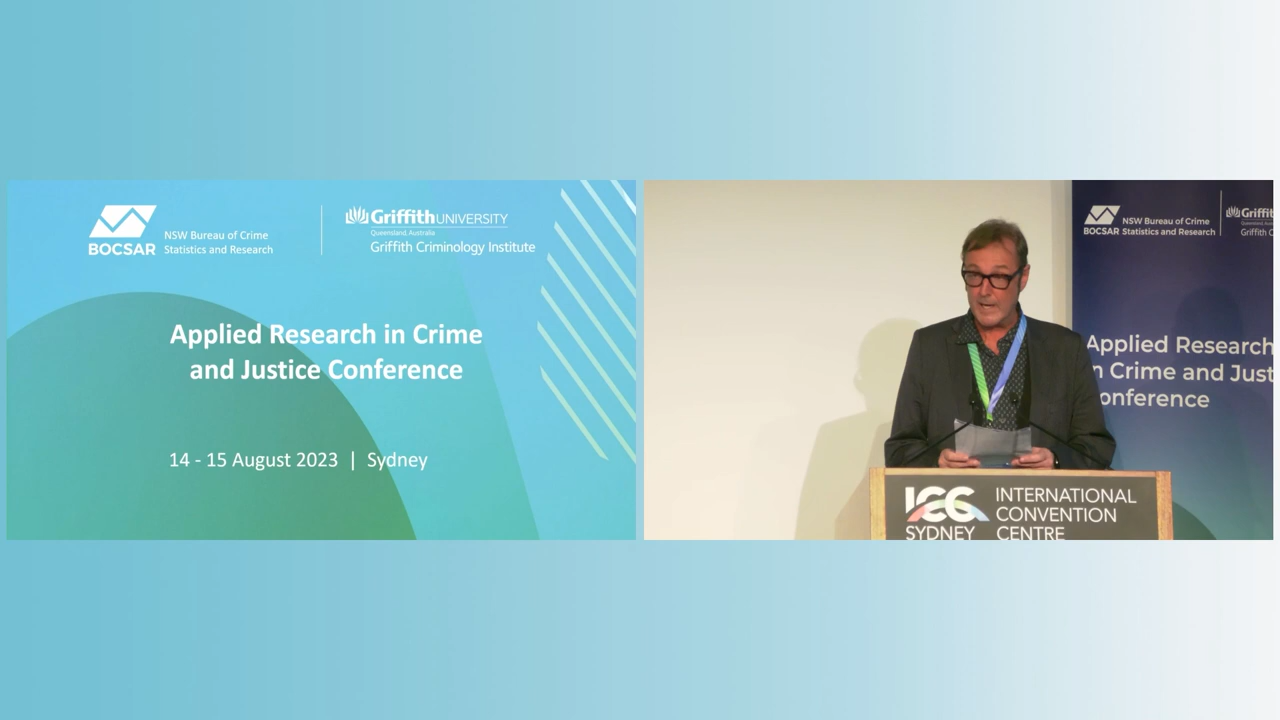 BOCSAR
NSW Bureau of Crime
Statistics and Research
Griffith UNIVERSITY
Queensland, Australia
Griffith Criminology Institute
Applied Research in Crime
and Justice Conference
14 - 15 August 2023 | Sydney
BOCSAR
NSW Bureau of Crime
Statistics and Research
Applied Research
Crime and
ICC
SYDNEY
INTERNATIONAL
CONVENTION
CENTRE